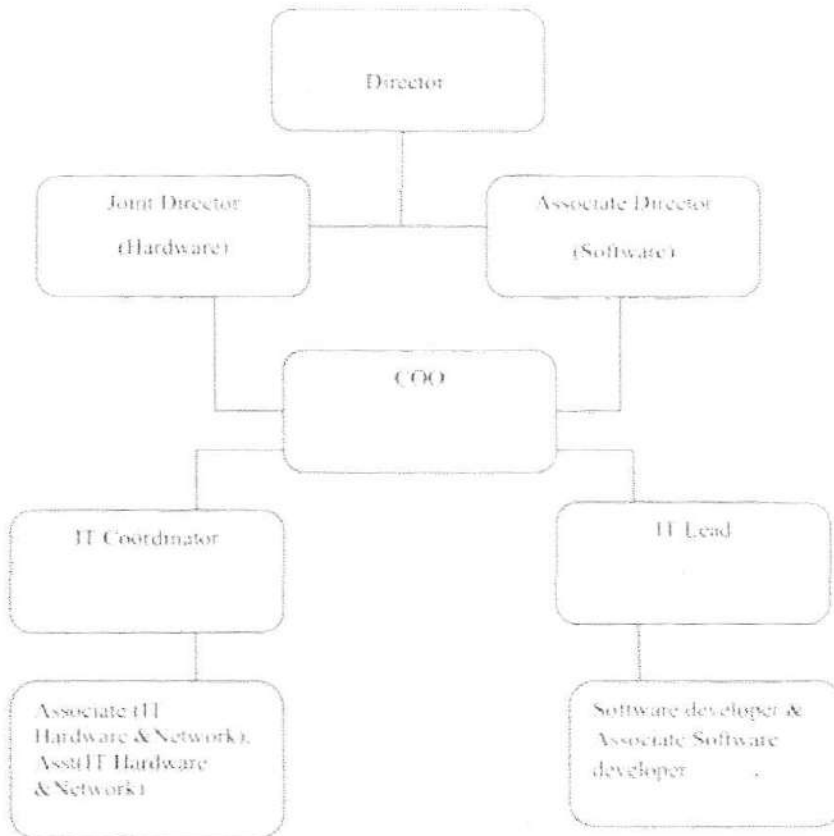 Director
Joint Director
(Hardware)
Associate Director
(Software)
COO
IT Coordinator
IT Lead
Associate (IT
Hardware &Network),
Asst(IT Hardware
&Network)
Software developer &
Associate Software
developer